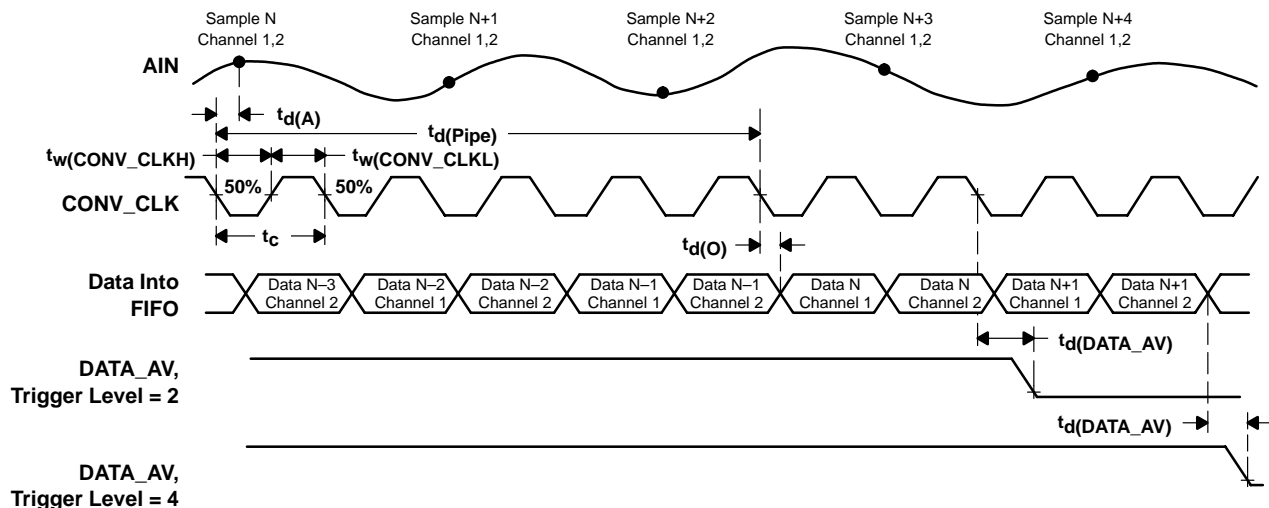 Sample N
Channel 1,2
Sample N+1
Channel 1,2
Sample N+2
Channel 1,2
Sample N+3
Channel 1,2
Sample N+4
Channel 1,2
AIN
td(A)
td(Pipe)
tw(CONV_CLKH)
tw(CONV_CLKL)
50%
50%
CONV_CLK
tc
td(O)
Data Into
FIFO
Data N–3
Channel 2
Data N–2
Channel 1
Data N–2
Channel 2
Data N–1
Channel 1
Data N–1
Channel 2
Data N
Channel 1
Data N
Channel 2
Data N+1
Channel 1
Data N+1
Channel 2
td(DATA_AV)
DATA_AV,
Trigger Level = 2
td(DATA_AV)
DATA_AV,
Trigger Level = 4